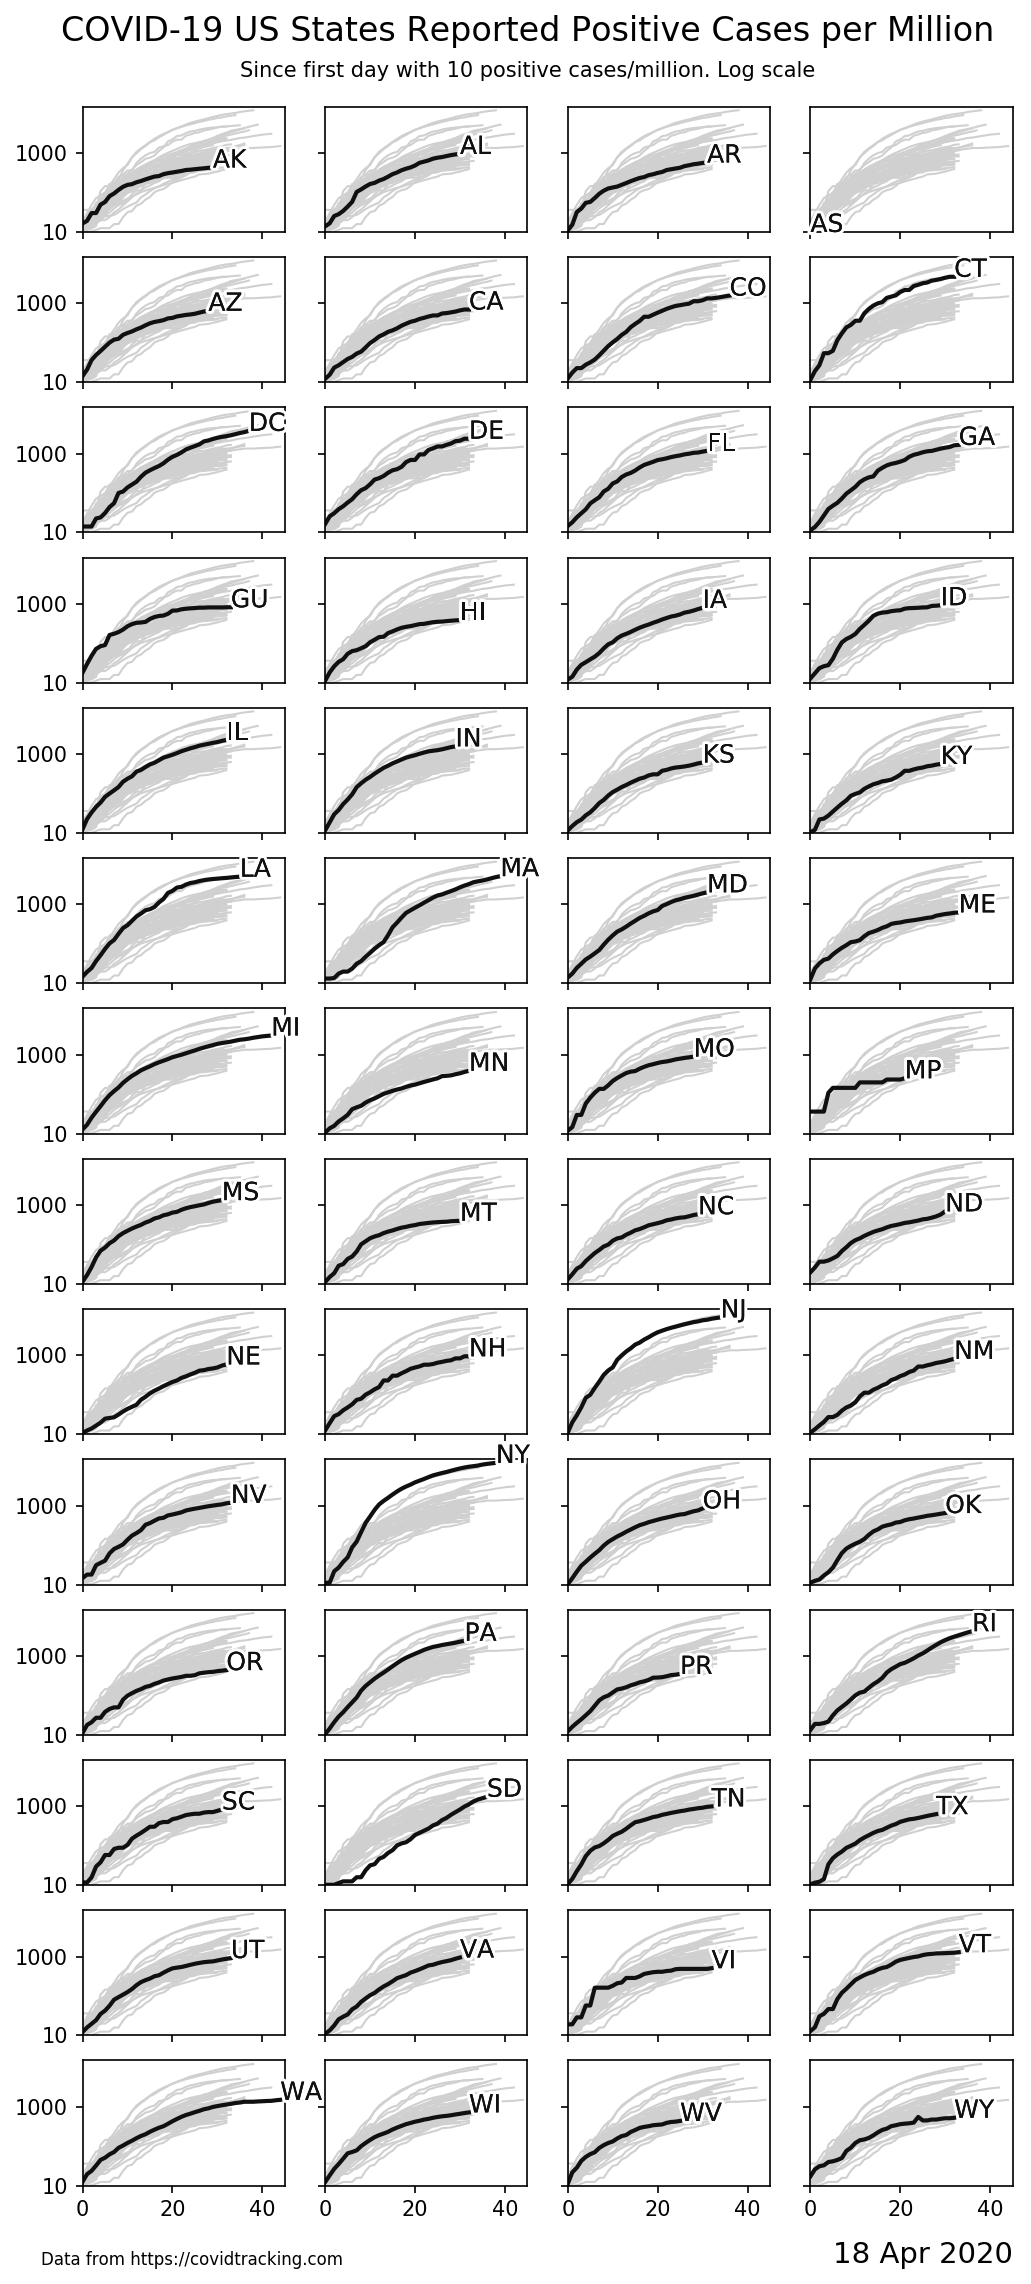 COVID-19 US States Reported Positive Cases per Million
Since first day with 10 positive cases/million. Log scale
1000 AK AL AR
10 AS
1000 AZ CA CO CT
10
1000 DC DE FL GA
10
1000 GU HI IA ID
10
1000 IL IN KS KY
10
1000 LA MA MD ME
10
1000 MI MN MO MP
10
1000 MS MT NC ND
10
1000 NE NH NJ NM
10
1000 NV NY OH OK
10
1000 OR PA PR RI
10
1000 SC SD TN TX
10
1000 UT VA VI VT
10
1000 WA WI WV WY
10
0 20 40 0 20 40 0 20 40 0 20 40
Data from https://covidtracking.com
18 Apr 2020